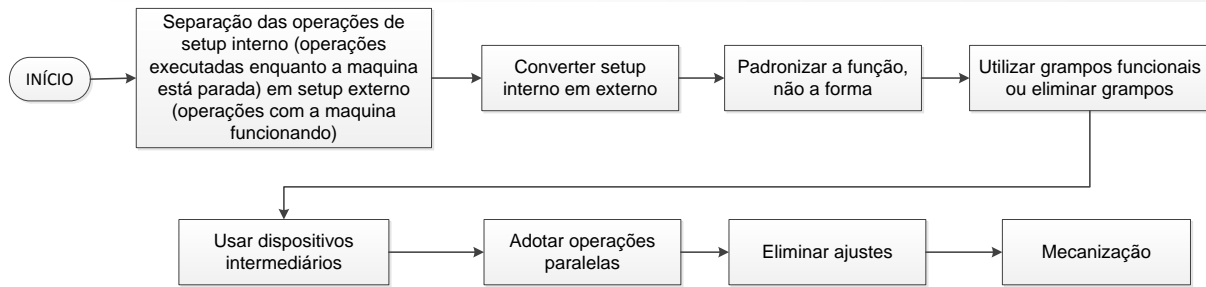 INÍCIO
Separação das operações de
setup interno (operações
executadas enquanto a maquina
está parada) em setup externo
(operações com a maquina
funcionando)
Converter setup
interno em externo
Padronizar a função,
não a forma
Utilizar grampos funcionais
ou eliminar grampos
Usar dispositivos
intermediários
Adotar operações
paralelas
Eliminar ajustes
Mecanização